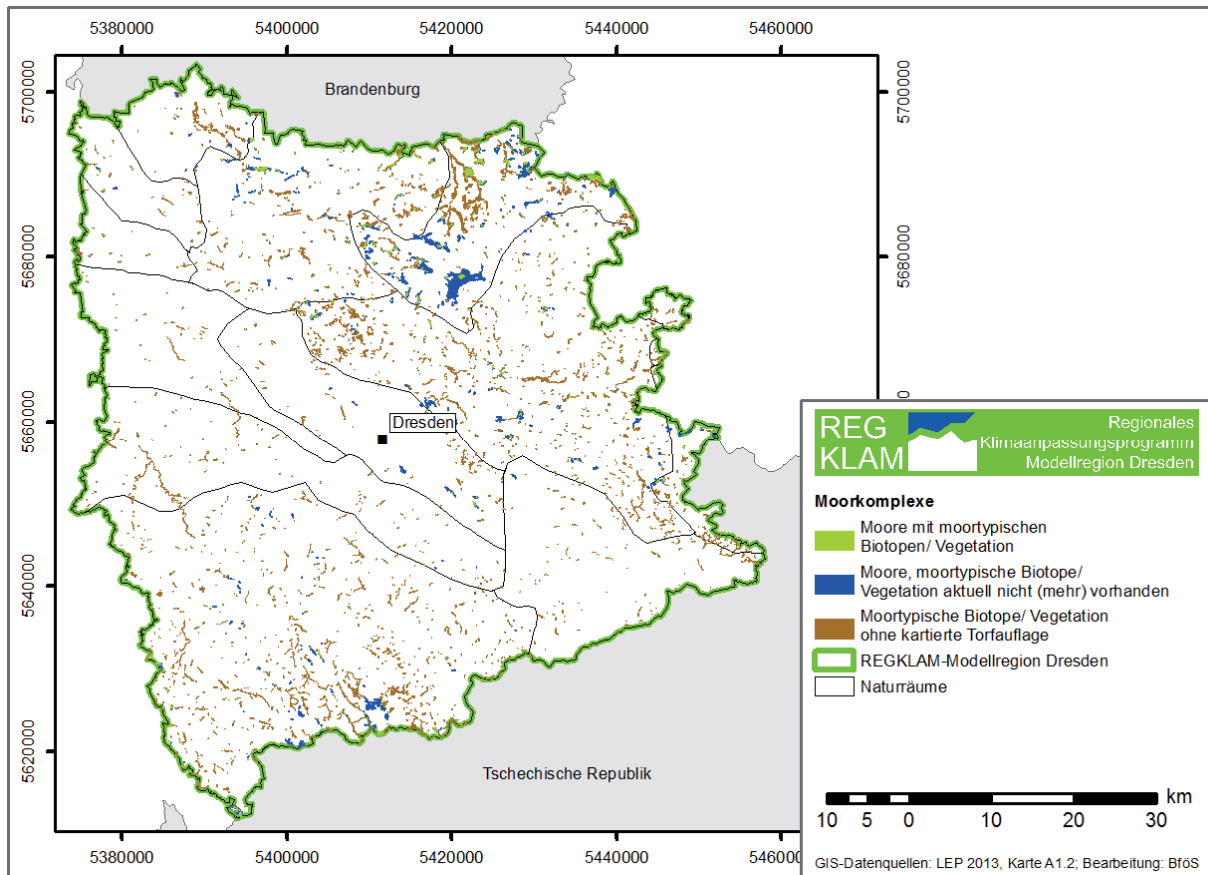 5380000 5400000 5420000 5440000 5460000
5700000
5700000
Brandenburg
5680000
5680000
5660000
Dresden
5640000
5620000
Tschechische Republik
5380000 5400000 5420000 5440000
REG
KLAM
Regionales
Klimaanpassungsprogramm
Modellregion Dresden
Moorkomplexe
Moore mit moortypischen
Biotopen/ Vegetation
Moore, moortypische Biotope/
Vegetation aktuell nicht (mehr) vorhanden
Moortypische Biotope/ Vegetation
ohne kartierte Torfauflage
REGKLAM-Modellregion Dresden
Naturräume
km
10 5 0 10 20 30
GIS-Datenquellen: LEP 2013, Karte A1.2; Bearbeitung: BföS